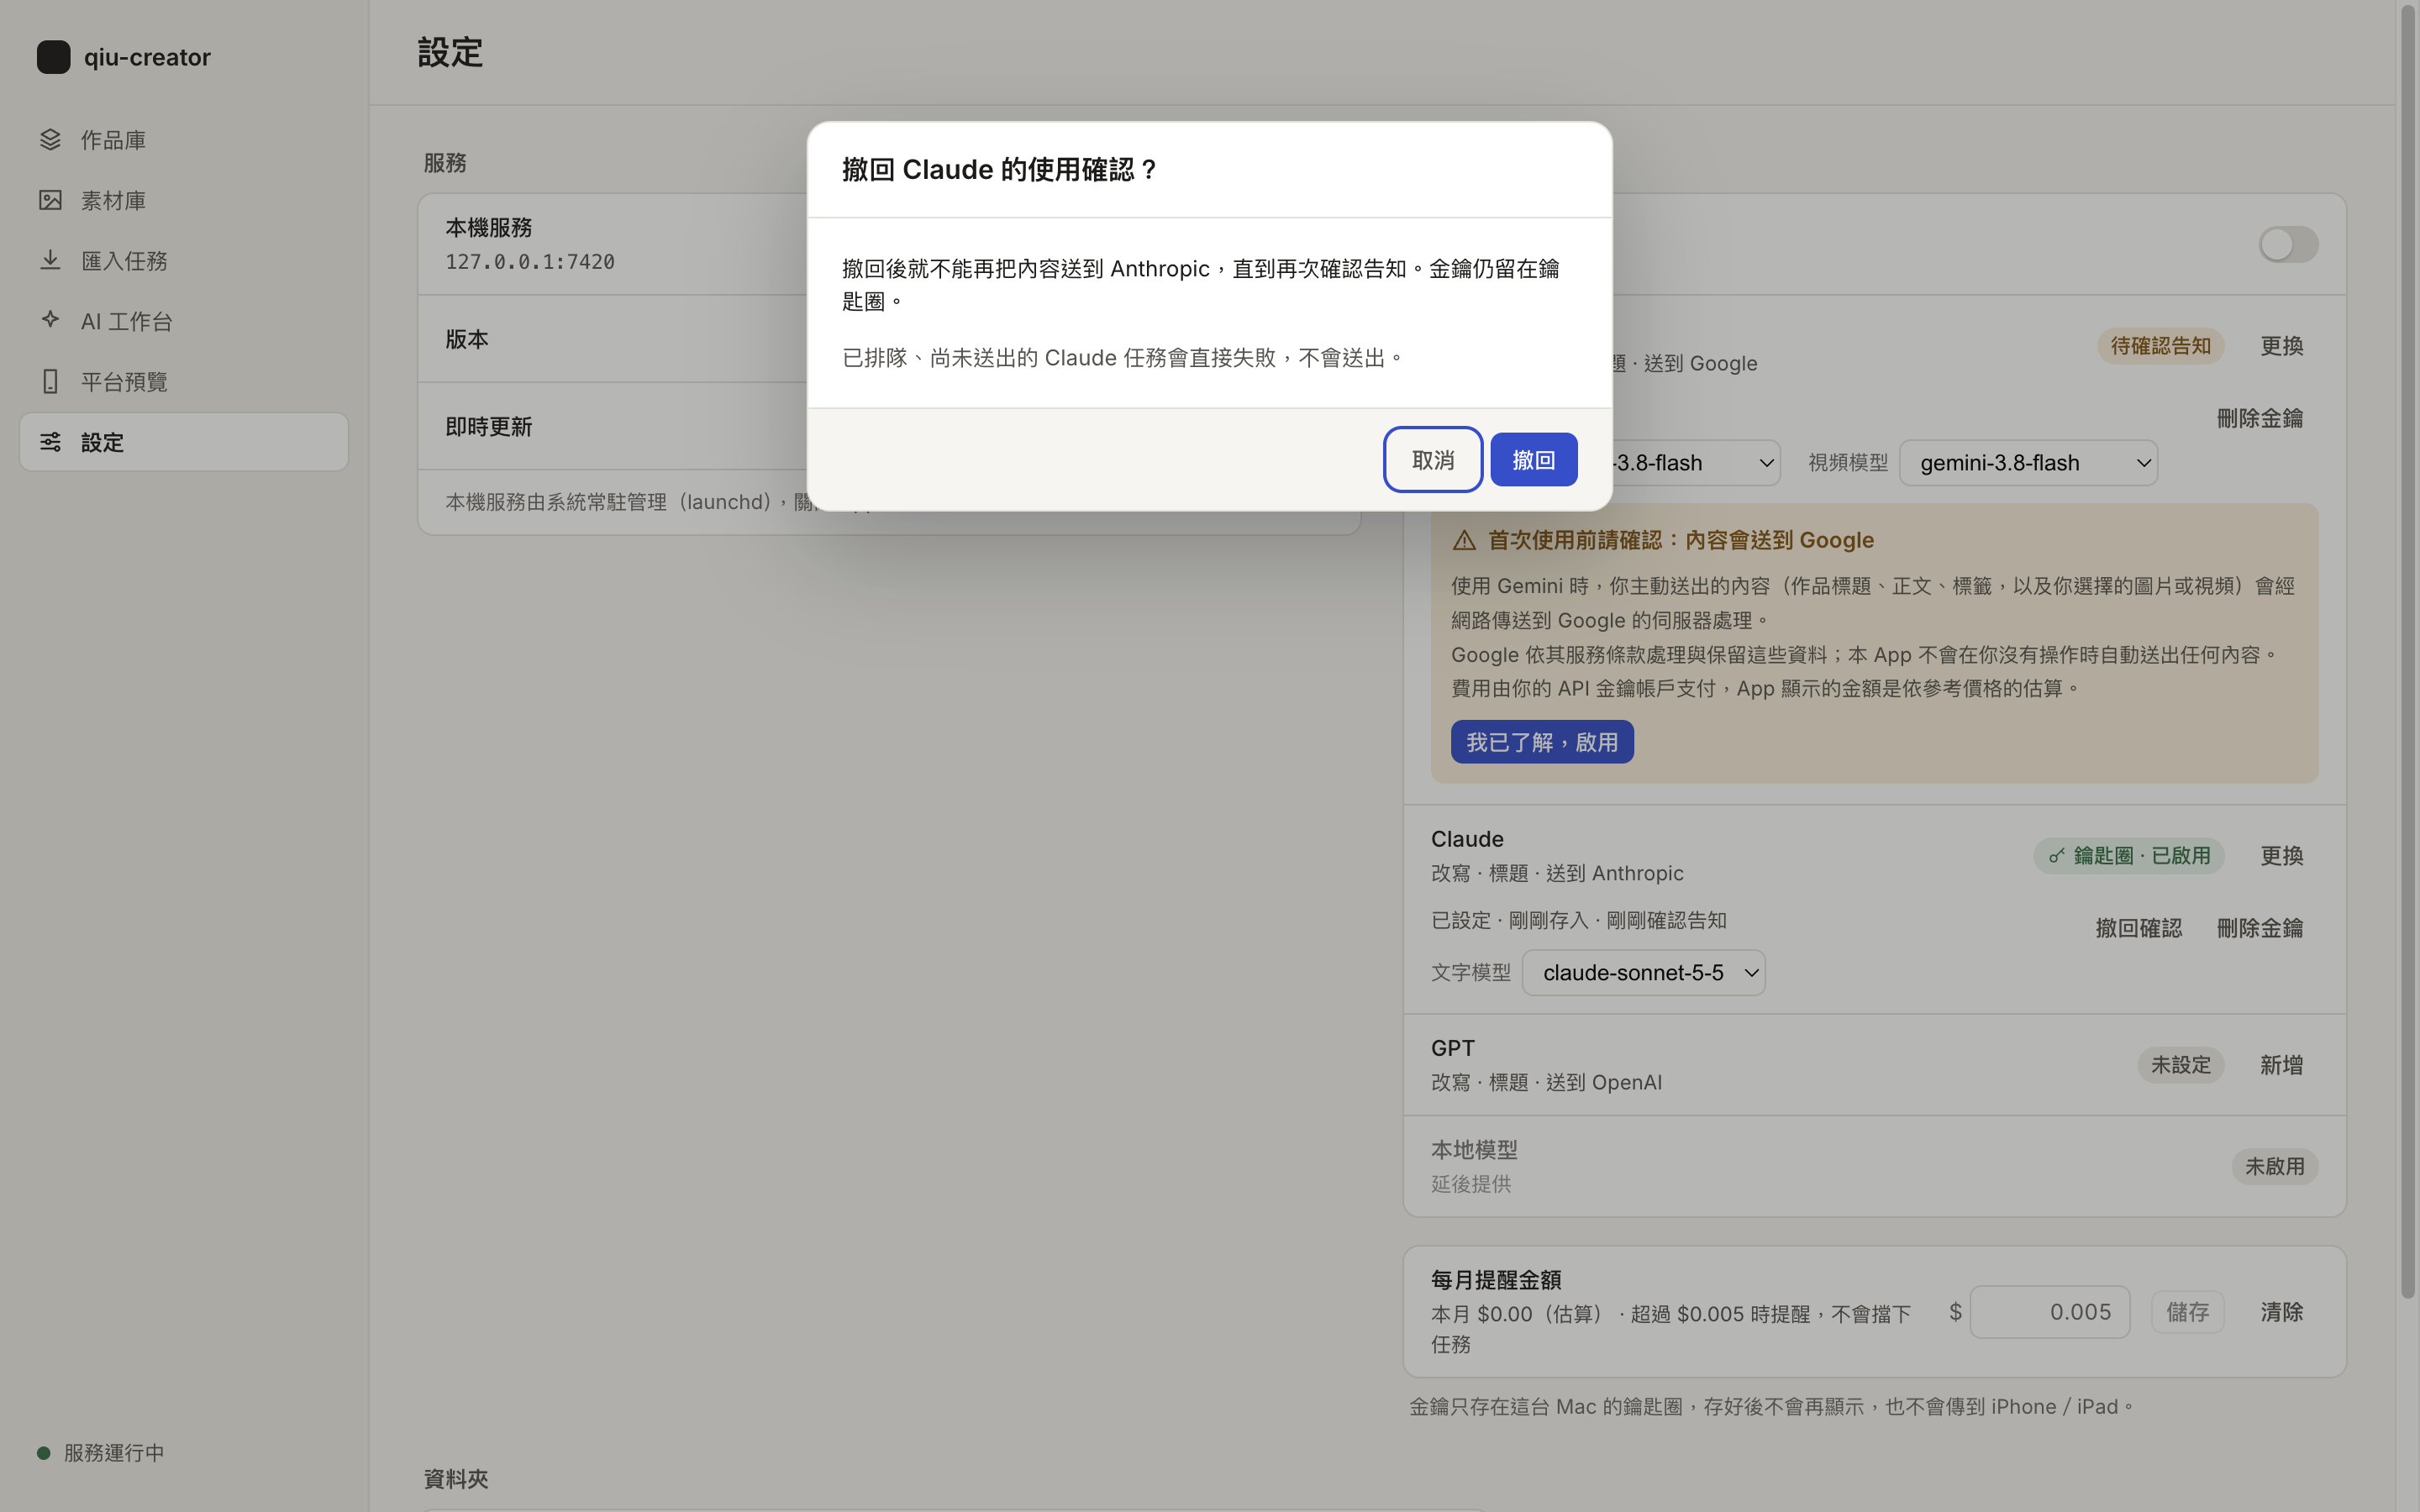 qiu-creator
作品庫
素材庫
匯入任務
AI 工作台
平台預覽
設定
服務運行中
設定
服務
本機服務
127.0.0.1:7420
版本
即時更新
本機服務由系統常駐管理（launchd），關
撤回 Claude 的使用確認？
撤回後就不能再把內容送到 Anthropic，直到再次確認告知。金鑰仍留在鑰
匙圈。
已排隊、尚未送出的 Claude 任務會直接失敗，不會送出。
取消
撤回
題 · 送到 Google
待確認告知
更換
刪除金鑰
-3.8-flash
視頻模型
gemini-3.8-flash
首次使用前請確認：內容會送到 Google
使用 Gemini 時，你主動送出的內容（作品標題、正文、標籤，以及你選擇的圖片或視頻）會經
網路傳送到 Google 的伺服器處理。
Google 依其服務條款處理與保留這些資料；本 App 不會在你沒有操作時自動送出任何內容。
費用由你的 API 金鑰帳戶支付，App 顯示的金額是依參考價格的估算。
我已了解，啟用
Claude
改寫 · 標題 · 送到 Anthropic
鑰匙圈 · 已啟用
更換
已設定 · 剛剛存入 · 剛剛確認告知
撤回確認
刪除金鑰
文字模型
claude-sonnet-5-5
GPT
改寫 · 標題 · 送到 OpenAI
未設定
新增
本地模型
延後提供
未啟用
每月提醒金額
本月 $0.00（估算） · 超過 $0.005 時提醒，不會擋下
任務
$
0.005
儲存
清除
金鑰只存在這台 Mac 的鑰匙圈，存好後不會再顯示，也不會傳到 iPhone / iPad。
資料夾